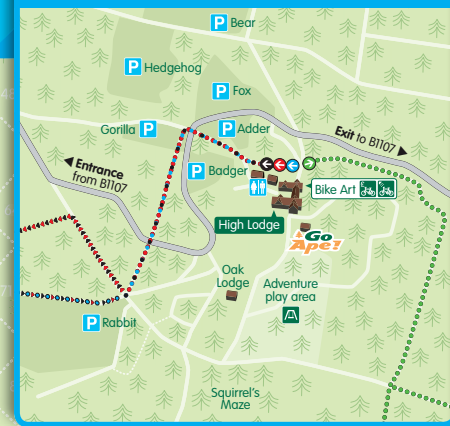 P Bear
P Hedgehog
P Fox
Gorilla P
P Adder
Exit to B1107
Entrance
from B1107
P Badger
Bike Art
High Lodge
Go
Ape!
Oak
Lodge
Adventure
play area
P Rabbit
Squirrel's
Maze